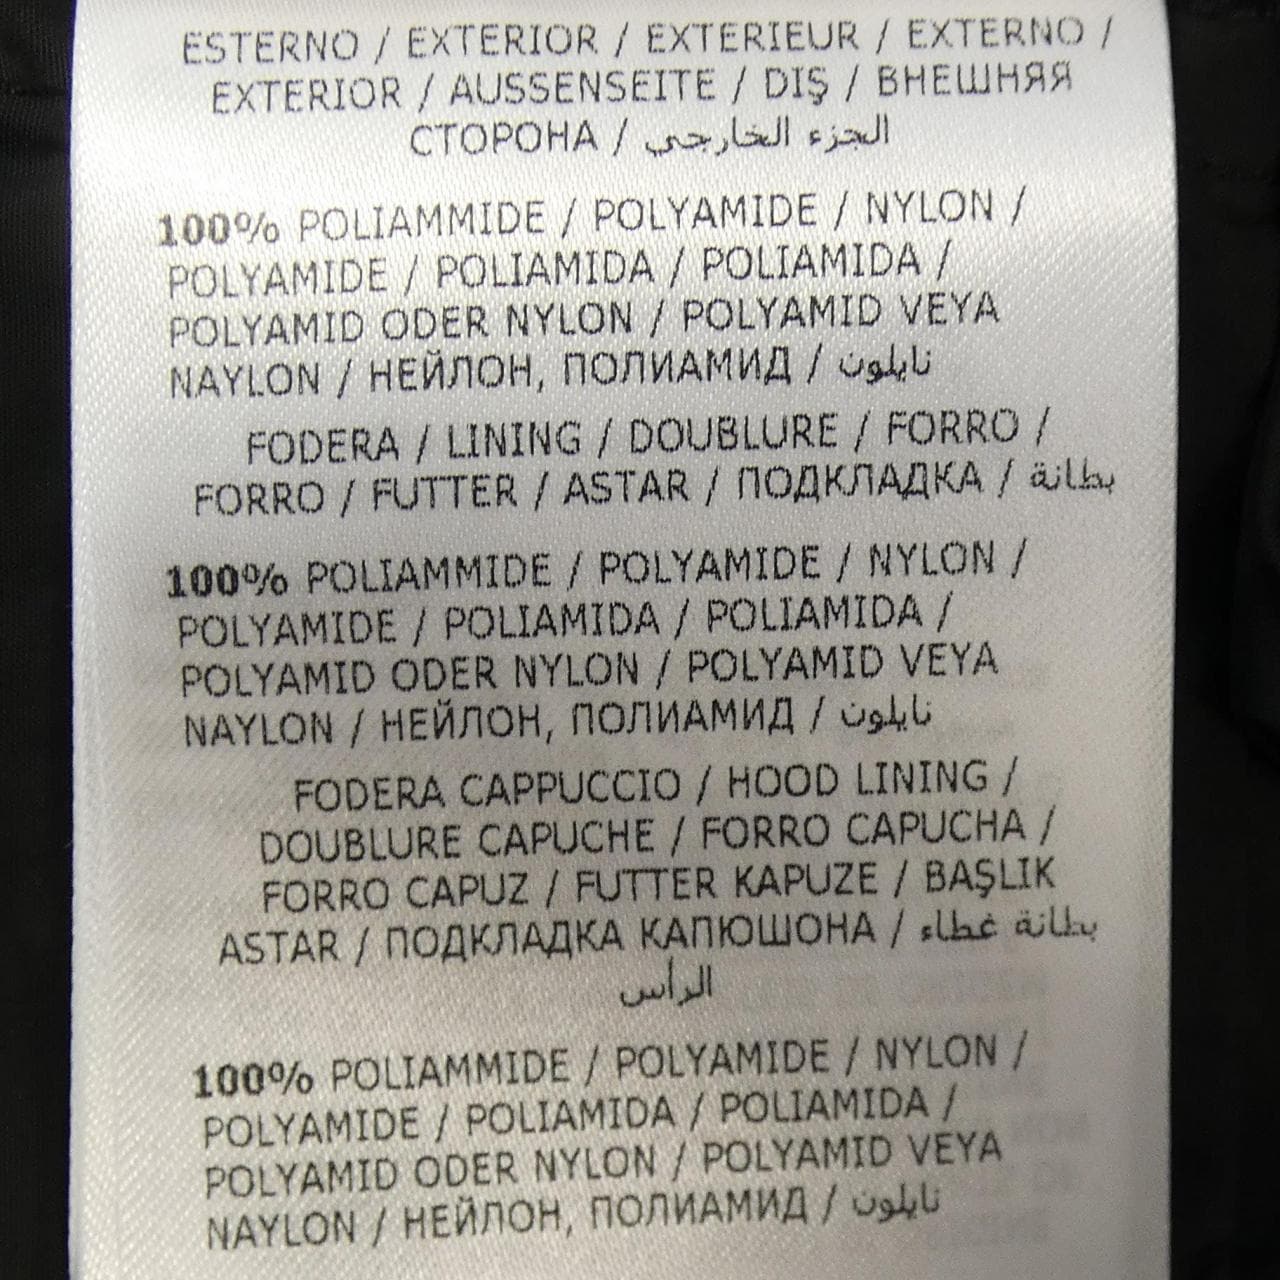 ESTERNO / EXTERIOR / EXTERIEUR / EXTERNO /
EXTERIOR / AUSSENSEITE / DIŞ / ВНЕШНЯЯ
СТОРОНА / الجزء الخارجي
100% POLIAMMIDE / POLYAMIDE / NYLON /
POLYAMIDE / POLIAMIDA / POLIAMIDA /
POLYAMID ODER NYLON / POLYAMID VEYA
NAYLON / НЕЙЛОН, ПОЛИАМИД / نايلون
FODERA / LINING / DOUBLURE / FORRO /
FORRO / FUTTER / ASTAR / ПОДКЛАДКА / بطانة
100% POLIAMMIDE / POLYAMIDE / NYLON /
POLYAMIDE / POLIAMIDA / POLIAMIDA /
POLYAMID ODER NYLON / POLYAMID VEYA
NAYLON / НЕЙЛОН, ПОЛИАМИД / نايلون
FODERA CAPPUCCIO / HOOD LINING /
DOUBLURE CAPUCHE / FORRO CAPUCHA /
FORRO CAPUZ / FUTTER KAPUZE / BAŞLIK
ASTAR / ПОДКЛАДКА КАПЮШОНА / بطانة غطاء
الرأس
100% POLIAMMIDE / POLYAMIDE / NYLON /
POLYAMIDE / POLIAMIDA / POLIAMIDA /
POLYAMID ODER NYLON / POLYAMID VEYA
NAYLON / НЕЙЛОН, ПОЛИАМИД / نايلون